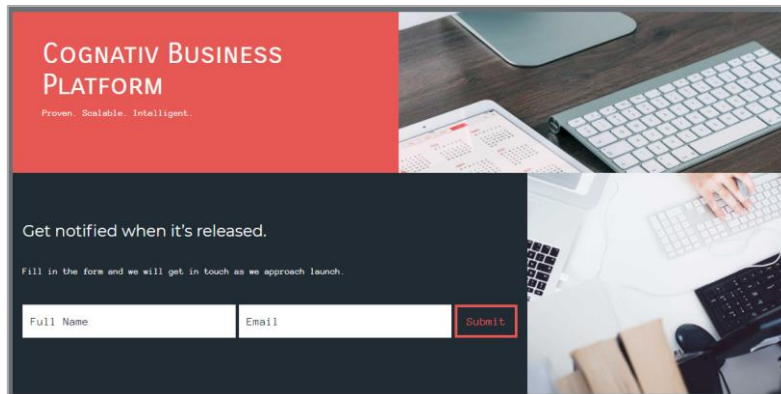 Cognativ Business
Platform
Proven. Scalable. Intelligent.
Get notified when it's released.
Fill in the form and we will get in touch as we approach launch.
Full Name
Email
Submit